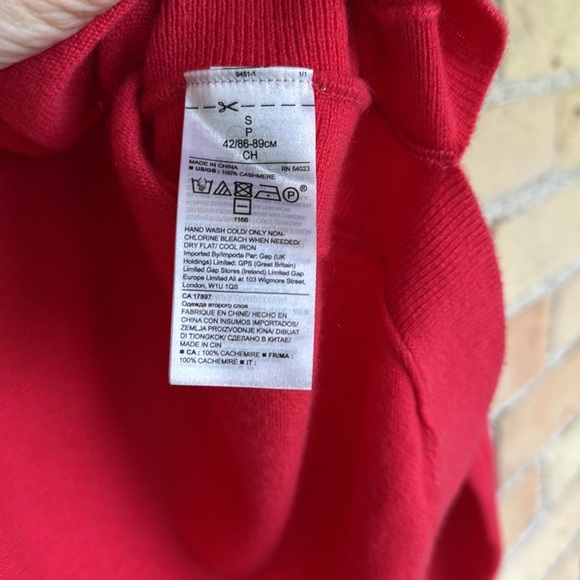 9451-1 1/1
S
P
42/86-89CM
CH
MADE IN CHINA RN 54023
■ US/GB : 100% CASHMERE
P
1166
HAND WASH COLD/ ONLY NON-
CHLORINE BLEACH WHEN NEEDED/
DRY FLAT/ COOL IRON
Imported By/Importe Par: Gap (UK
Holdings) Limited: GPS (Great Britain)
Limited Gap Stores (Ireland) Limited Gap
Europe Limited All at 103 Wigmore Street,
London, W1U 1QS
CA 17897
Одежда второго слоя
FABRIQUE EN CHINE/ HECHO EN
CHINA CON INSUMOS IMPORTADOS/
ZEMLJA PROIZVODNJE KINA/ DIBUAT
DI TIONGKOK/ СДЕЛАНО В КИТАЕ/
MADE IN CIN
■ CA : 100% CACHEMIRE ■ FR/MA :
100% CACHEMIRE ■ IT :